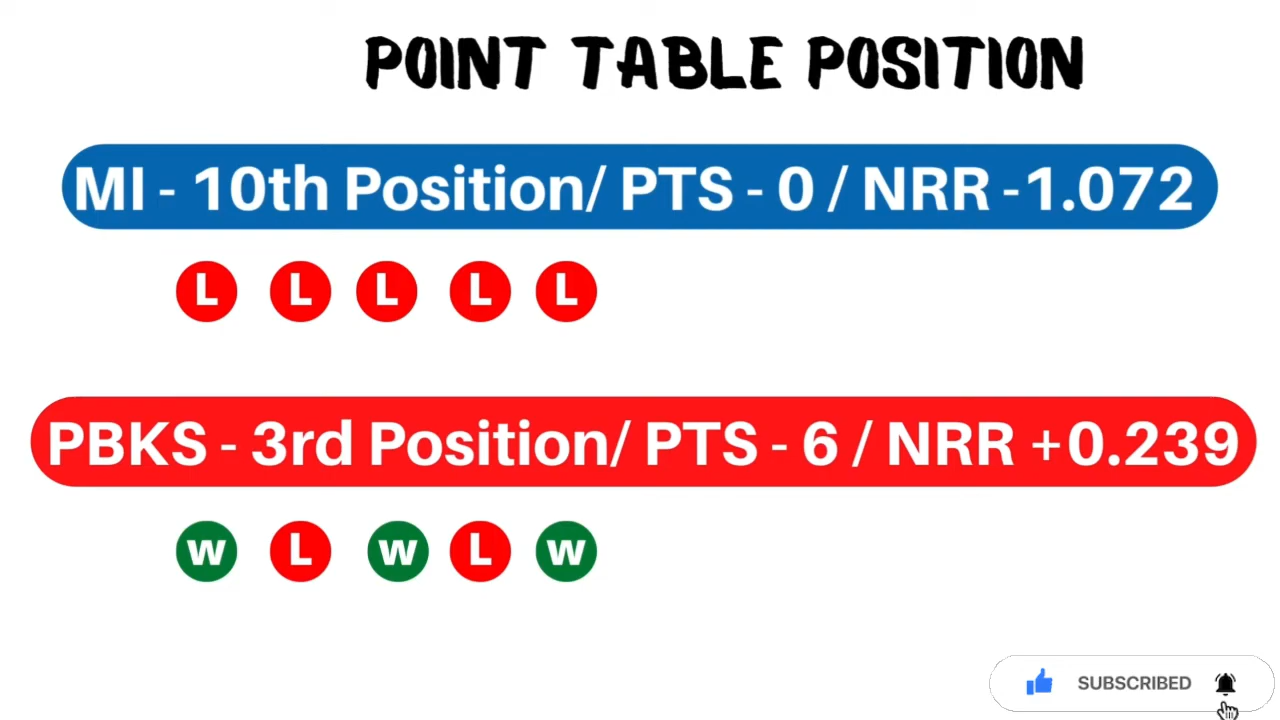 POINT TABLE POSITION
MI - 10th Position/ PTS - 0 / NRR -1.072
L L L L L
PBKS - 3rd Position/ PTS - 6 / NRR +0.239
W L W L W
SUBSCRIBED